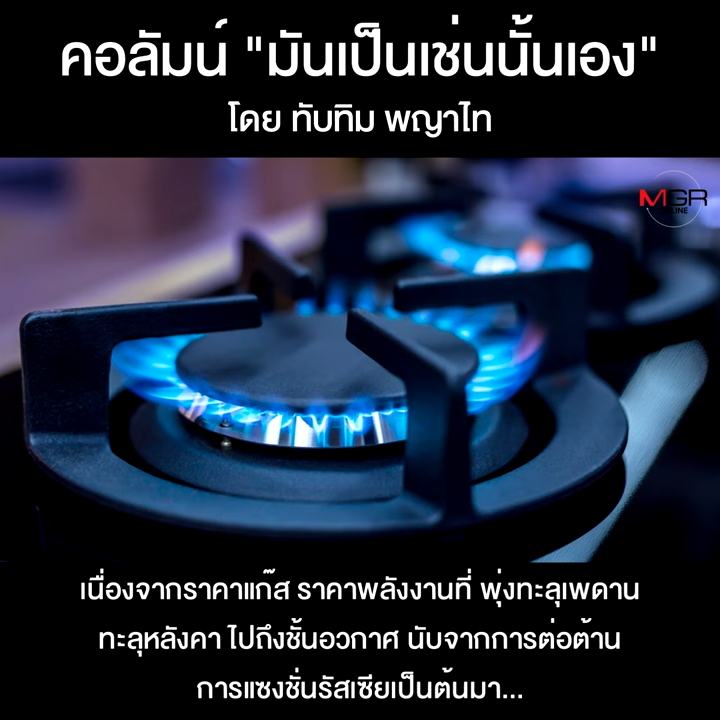 คอลัมน์ "มันเป็นเช่นนั้นเอง"
โดย ทับทิม พญาไท
MGR
ONLINE
เนื่องจากราคาแก๊ส ราคาพลังงานที่ พุ่งทะลุเพดาน
ทะลุหลังคา ไปถึงชั้นอวกาศ นับจากการต่อต้าน
การแซงชั่นรัสเซียเป็นต้นมา...